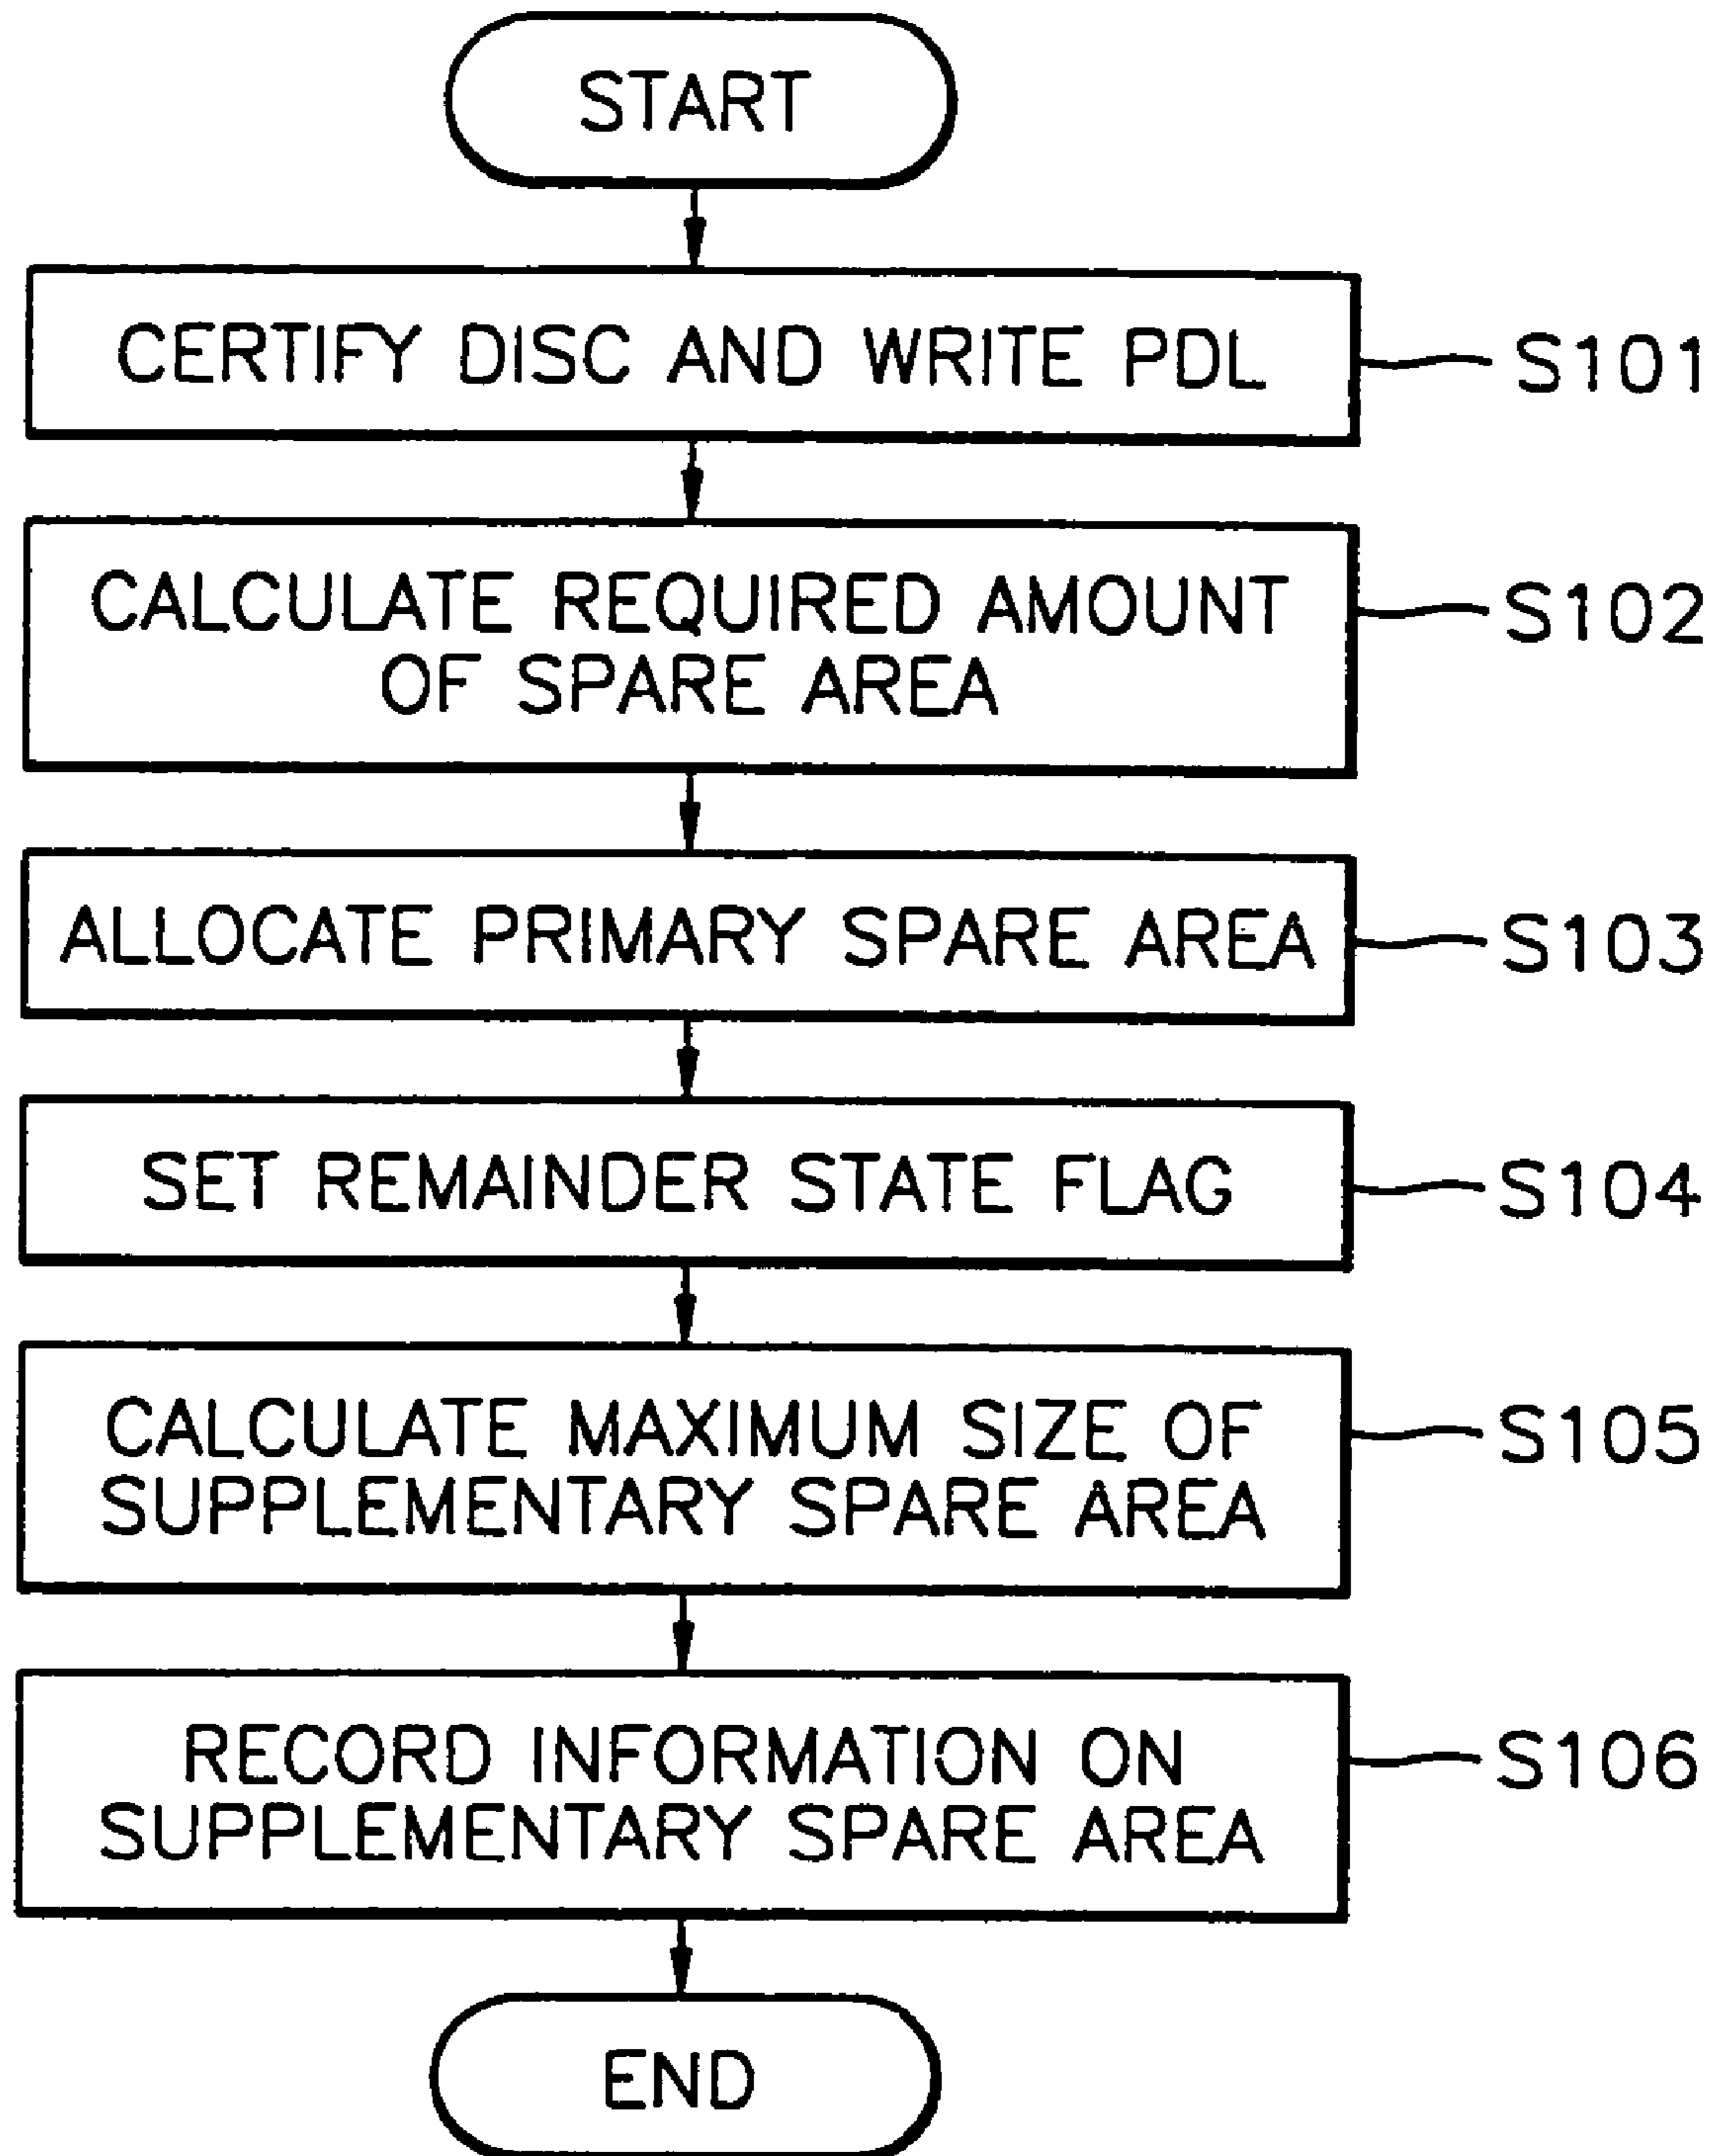 START
CERTIFY DISC AND WRITE PDL
S101
CALCULATE REQUIRED AMOUNT
OF SPARE AREA
S102
ALLOCATE PRIMARY SPARE AREA
S103
SET REMAINDER STATE FLAG
S104
CALCULATE MAXIMUM SIZE OF
SUPPLEMENTARY SPARE AREA
S105
RECORD INFORMATION ON
SUPPLEMENTARY SPARE AREA
S106
END